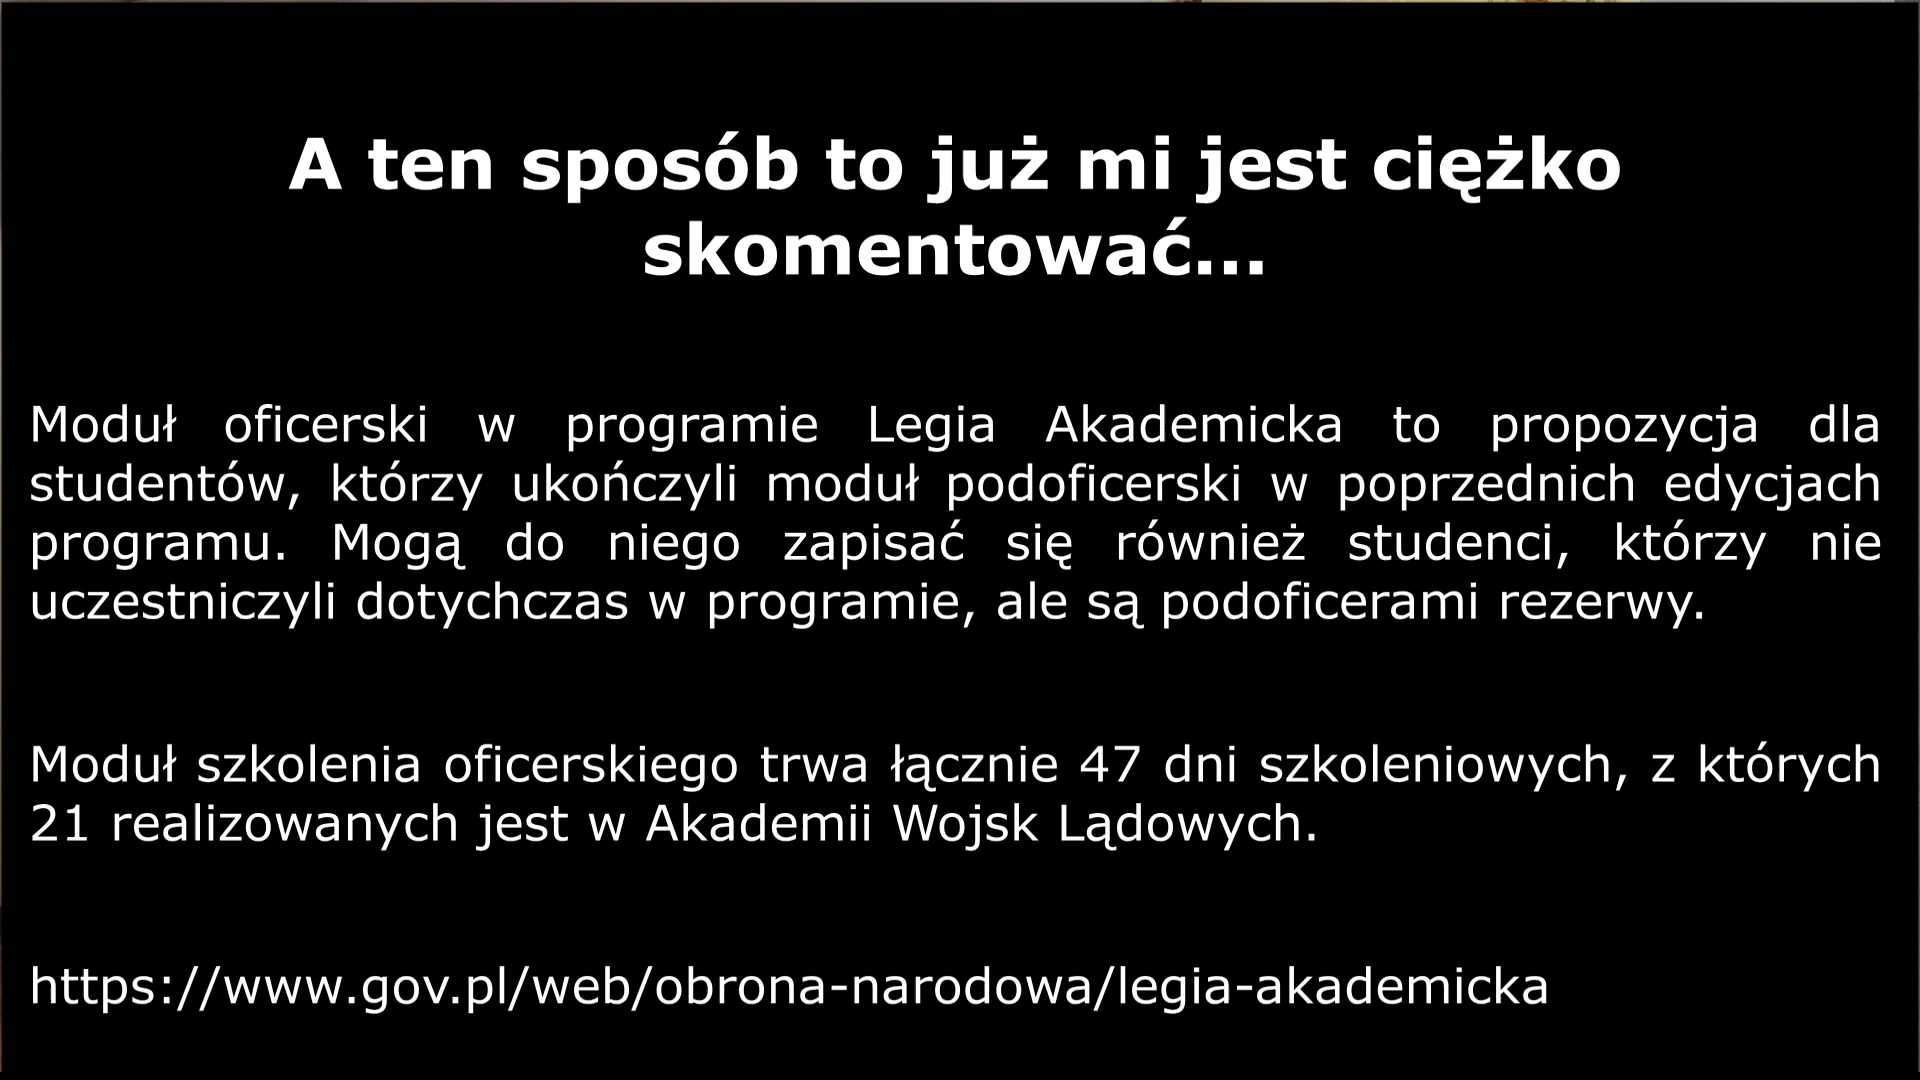 A ten sposób to już mi jest ciężko
skomentować...
Moduł oficerski w programie Legia Akademicka to propozycja dla
studentów, którzy ukończyli moduł podoficerski w poprzednich edycjach
programu. Mogą do niego zapisać się również studenci, którzy nie
uczestniczyli dotychczas w programie, ale są podoficerami rezerwy.
Moduł szkolenia oficerskiego trwa łącznie 47 dni szkoleniowych, z których
21 realizowanych jest w Akademii Wojsk Lądowych.
https://www.gov.pl/web/obrona-narodowa/legia-akademicka